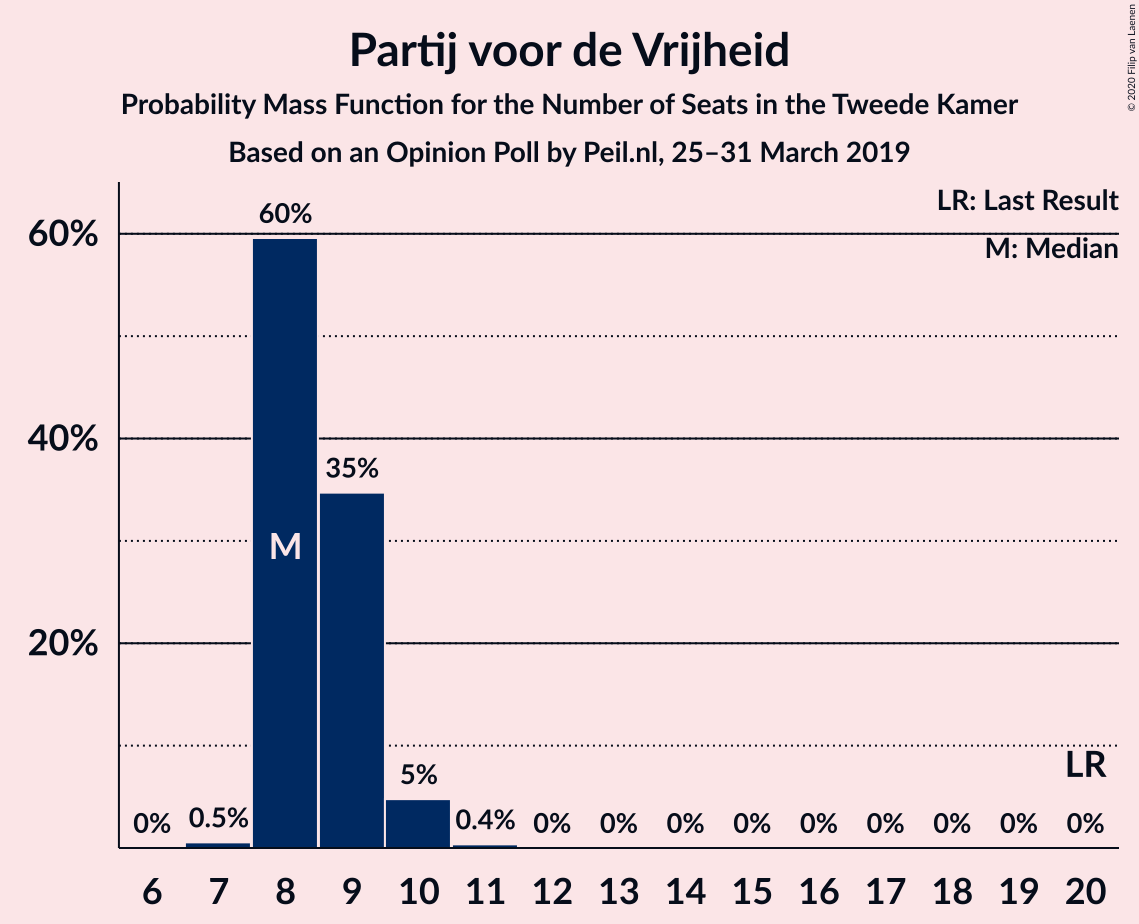 Partij voor de Vrijheid
Probability Mass Function for the Number of Seats in the Tweede Kamer
Based on an Opinion Poll by Peil.nl, 25–31 March 2019
© 2020 Filip van Laenen
LR: Last Result
M: Median
60%
40%
20%
0% 0.5% 60% 35% 5% 0.4% 0% 0% 0% 0% 0% 0% 0% 0% 0%
M
LR
6 7 8 9 10 11 12 13 14 15 16 17 18 19 20